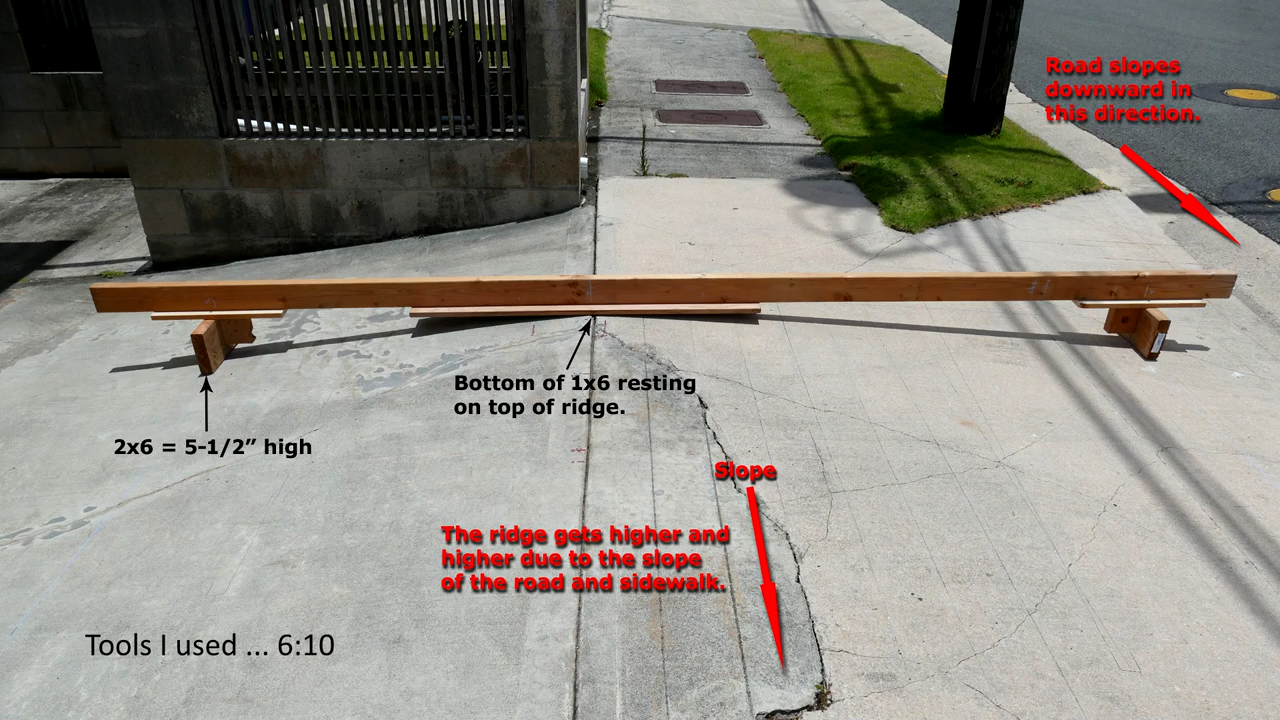 Road slopes
downward in
this direction.
Bottom of 1x6 resting
on top of ridge.
2x6 = 5-1/2” high
Slope
The ridge gets higher and
higher due to the slope
of the road and sidewalk.
Tools I used ... 6:10